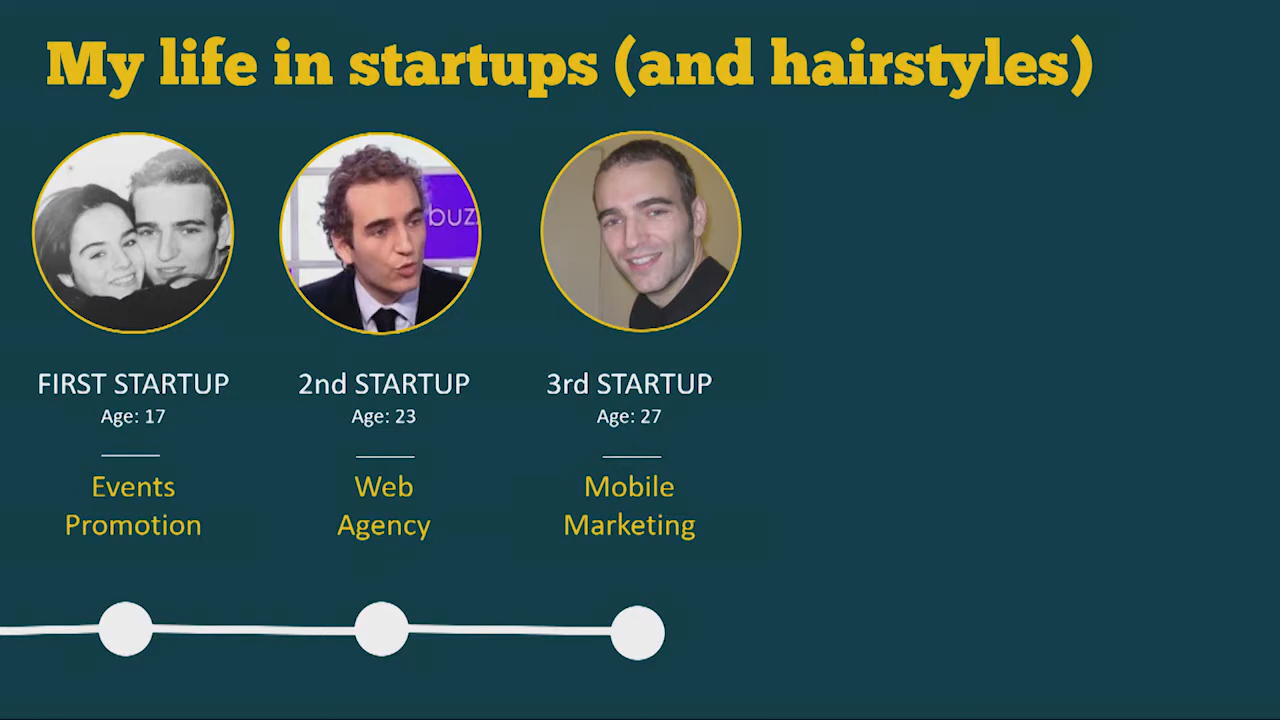 My life in startups (and hairstyles)
buz
FIRST STARTUP
Age: 17
Events
Promotion
2nd STARTUP
Age: 23
Web
Agency
3rd STARTUP
Age: 27
Mobile
Marketing